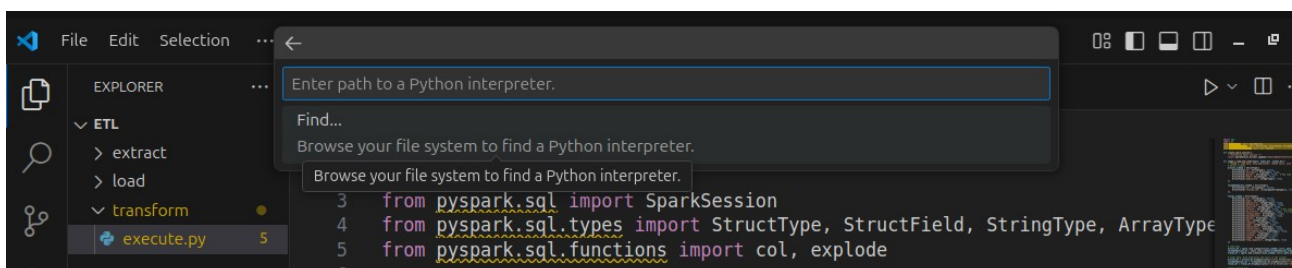 File Edit Selection ...
Enter path to a Python interpreter.
EXPLORER ...
Find...
ETL
Browse your file system to find a Python interpreter.
extract
Browse your file system to find a Python interpreter.
load
3 from pyspark.sql import SparkSession
transform
4 from pyspark.sql.types import StructType, StructField, StringType, ArrayType
execute.py 5
5 from pyspark.sql.functions import col, explode